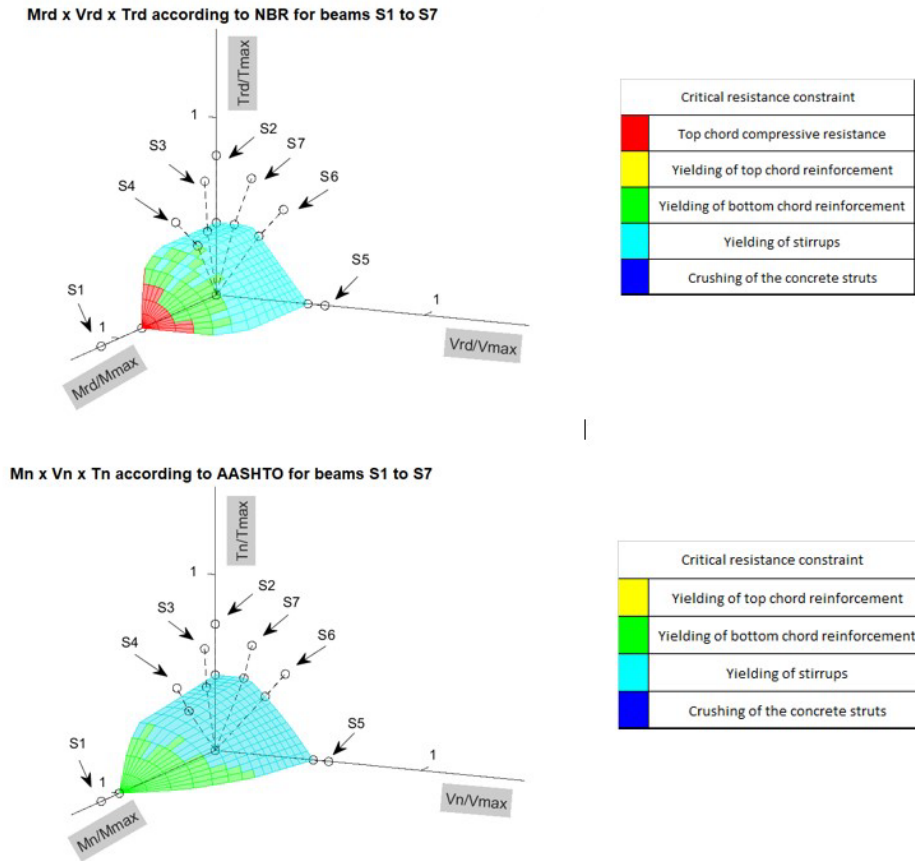 Mrd x Vrd x Trd according to NBR for beams S1 to S7
Trd/Tmax
1
S2
S3
S7
S4
S6
S1
S5
1
1
Mrd/Mmax
Vrd/Vmax
Critical resistance constraint
Top chord compressive resistance
Yielding of top chord reinforcement
Yielding of bottom chord reinforcement
Yielding of stirrups
Crushing of the concrete struts
Mn x Vn x Tn according to AASHTO for beams S1 to S7
Tn/Tmax
1
S2
S3
S7
S4
S6
S1
S5
1
1
Mn/Mmax
Vn/Vmax
Critical resistance constraint
Yielding of top chord reinforcement
Yielding of bottom chord reinforcement
Yielding of stirrups
Crushing of the concrete struts